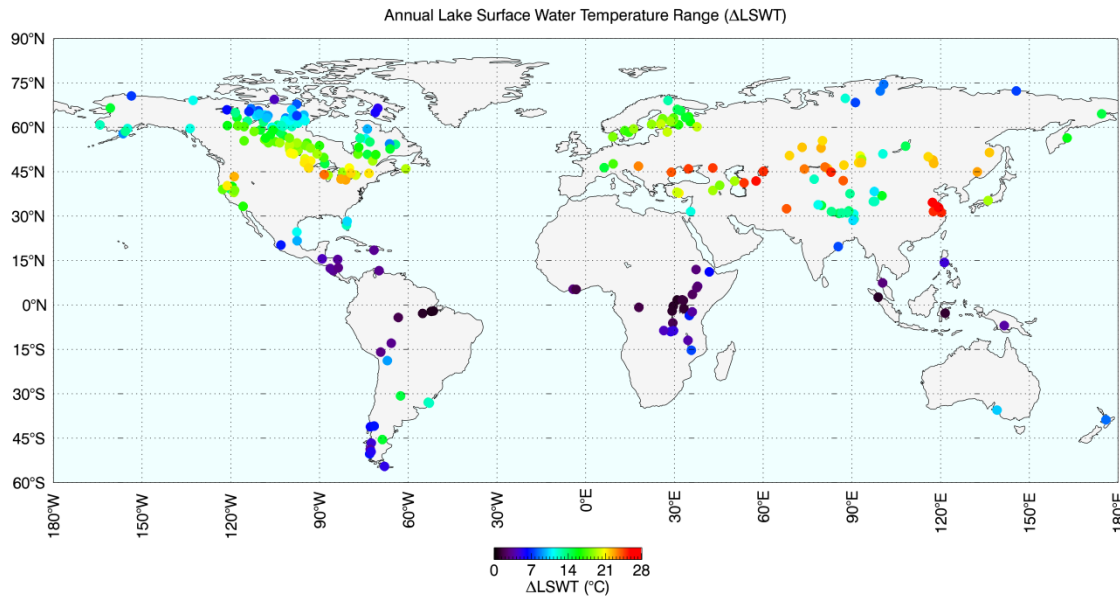 Annual Lake Surface Water Temperature Range (ΔLSWT)
90°N
75°N
60°N
45°N
30°N
15°N
0°N
15°S
30°S
45°S
60°S
180°W
150°W
120°W
90°W
60°W
30°W
0°E
30°E
60°E
90°E
120°E
150°E
180°E
0 7 14 21 28
ΔLSWT (°C)